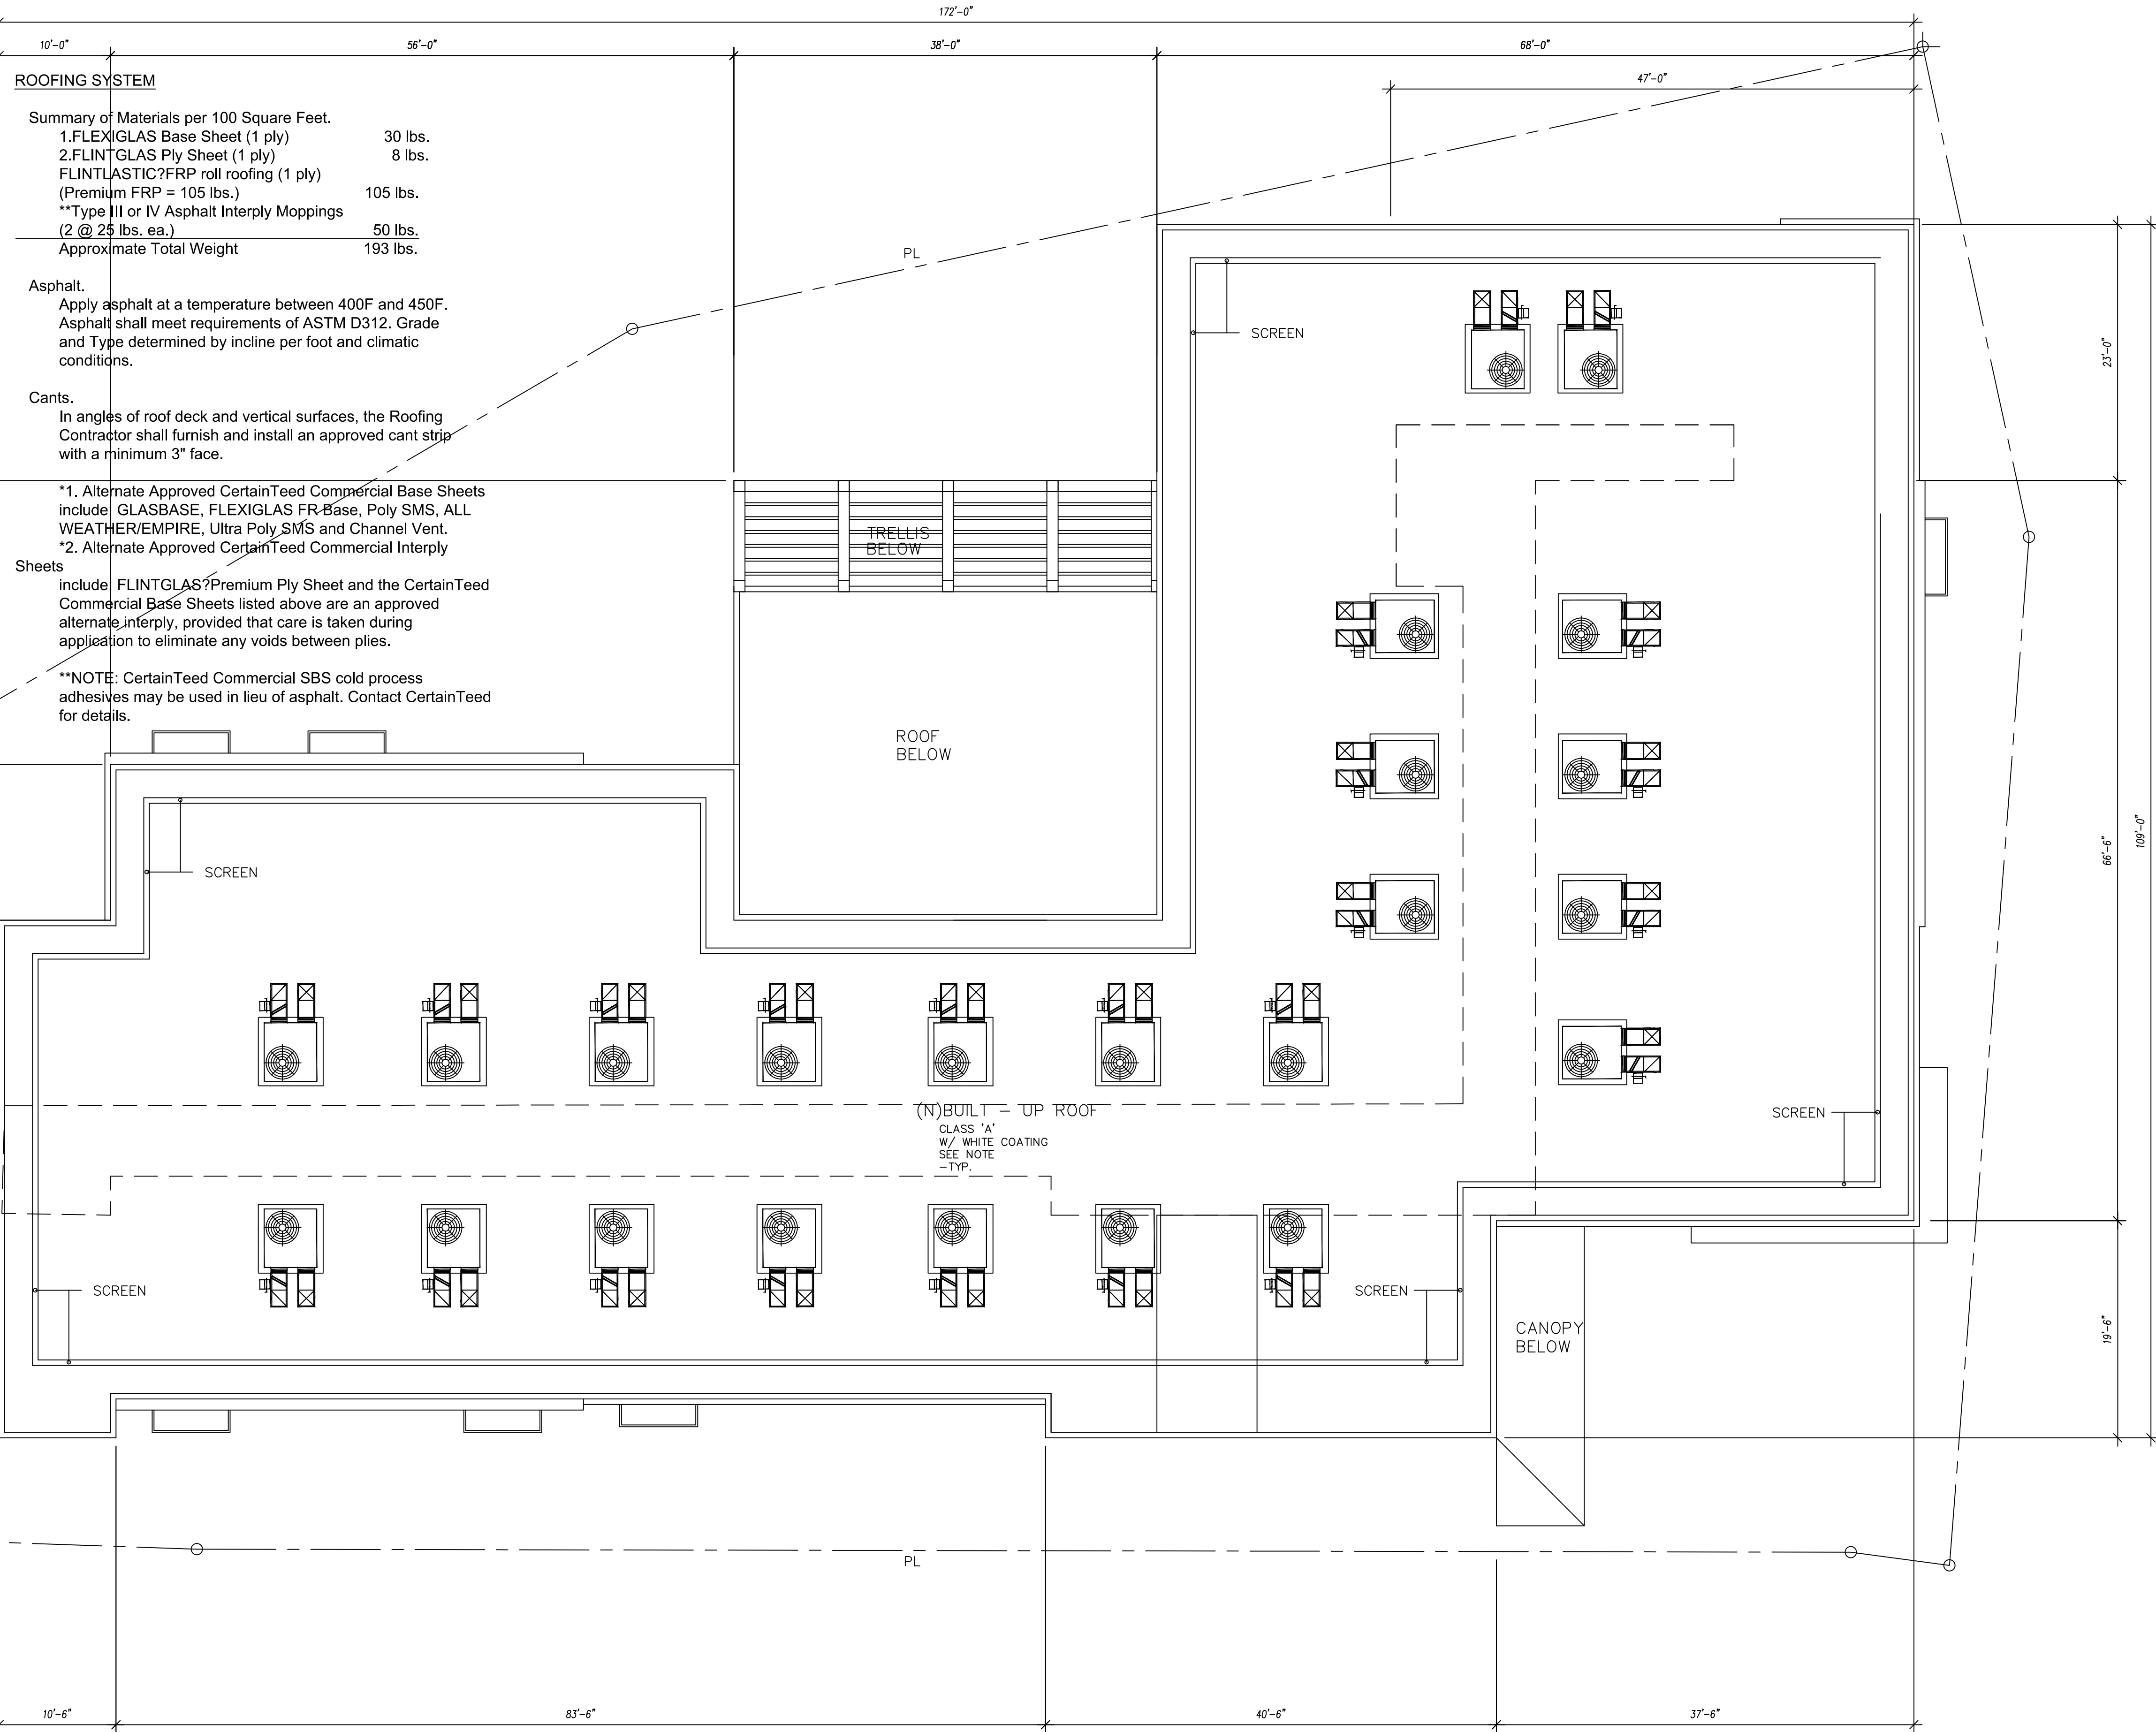 172'-0"
10'-0"
56'-0"
38'-0"
68'-0"
47'-0"
ROOFING SYSTEM
Summary of Materials per 100 Square Feet.
1.FLEXIGLAS Base Sheet (1 ply) 30 lbs.
2.FLINTGLAS Ply Sheet (1 ply) 8 lbs.
FLINTLASTIC?FRP roll roofing (1 ply)
(Premium FRP = 105 lbs.) 105 lbs.
**Type III or IV Asphalt Interply Moppings
(2 @ 25 lbs. ea.) 50 lbs.
Approximate Total Weight 193 lbs.
Asphalt.
Apply asphalt at a temperature between 400F and 450F.
Asphalt shall meet requirements of ASTM D312. Grade
and Type determined by incline per foot and climatic
conditions.
Cants.
In angles of roof deck and vertical surfaces, the Roofing
Contractor shall furnish and install an approved cant strip
with a minimum 3" face.
*1. Alternate Approved CertainTeed Commercial Base Sheets
include: GLASBASE, FLEXIGLAS FR Base, Poly SMS, ALL
WEATHER/EMPIRE, Ultra Poly SMS and Channel Vent.
*2. Alternate Approved CertainTeed Commercial Interply
Sheets
include: FLINTGLAS?Premium Ply Sheet and the CertainTeed
Commercial Base Sheets listed above are an approved
alternate interply, provided that care is taken during
application to eliminate any voids between plies.
**NOTE: CertainTeed Commercial SBS cold process
adhesives may be used in lieu of asphalt. Contact CertainTeed
for details.
PL
SCREEN
23'-0"
TRELLIS
BELOW
ROOF
BELOW
66'-6"
109'-0"
SCREEN
(N)BUILT - UP ROOF
CLASS 'A'
W/ WHITE COATING
SEE NOTE
-TYP.
SCREEN
SCREEN
SCREEN
CANOPY
BELOW
19'-6"
PL
10'-6"
83'-6"
40'-6"
37'-6"